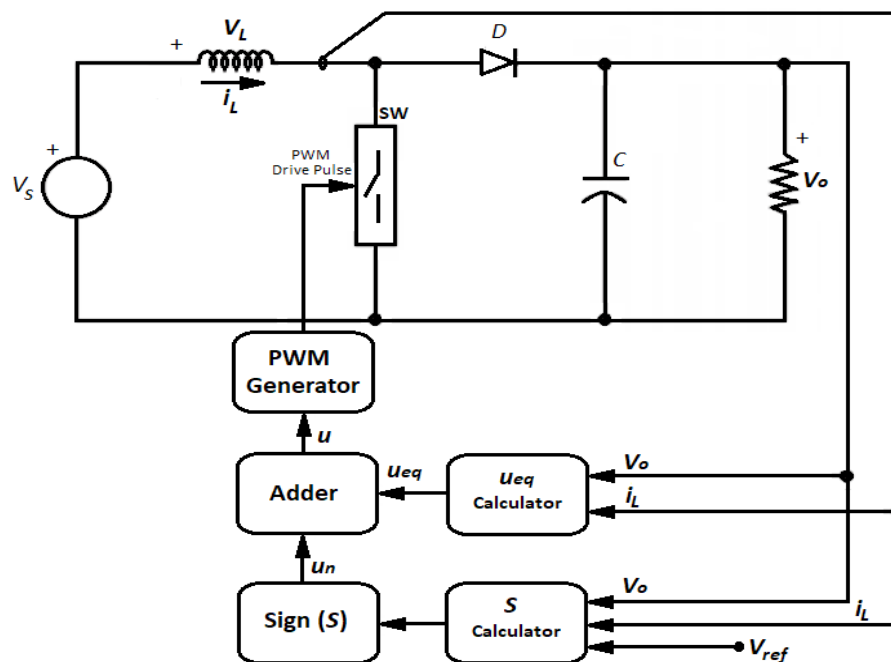 V_L
D
+
i_L
SW
+
PWM
Drive Pulse
C
+
V_S
V_o
PWM
Generator
u
V_o
u_eq
u_eq
Calculator
Adder
i_L
u_n
V_o
Sign (S)
S
Calculator
i_L
V_ref